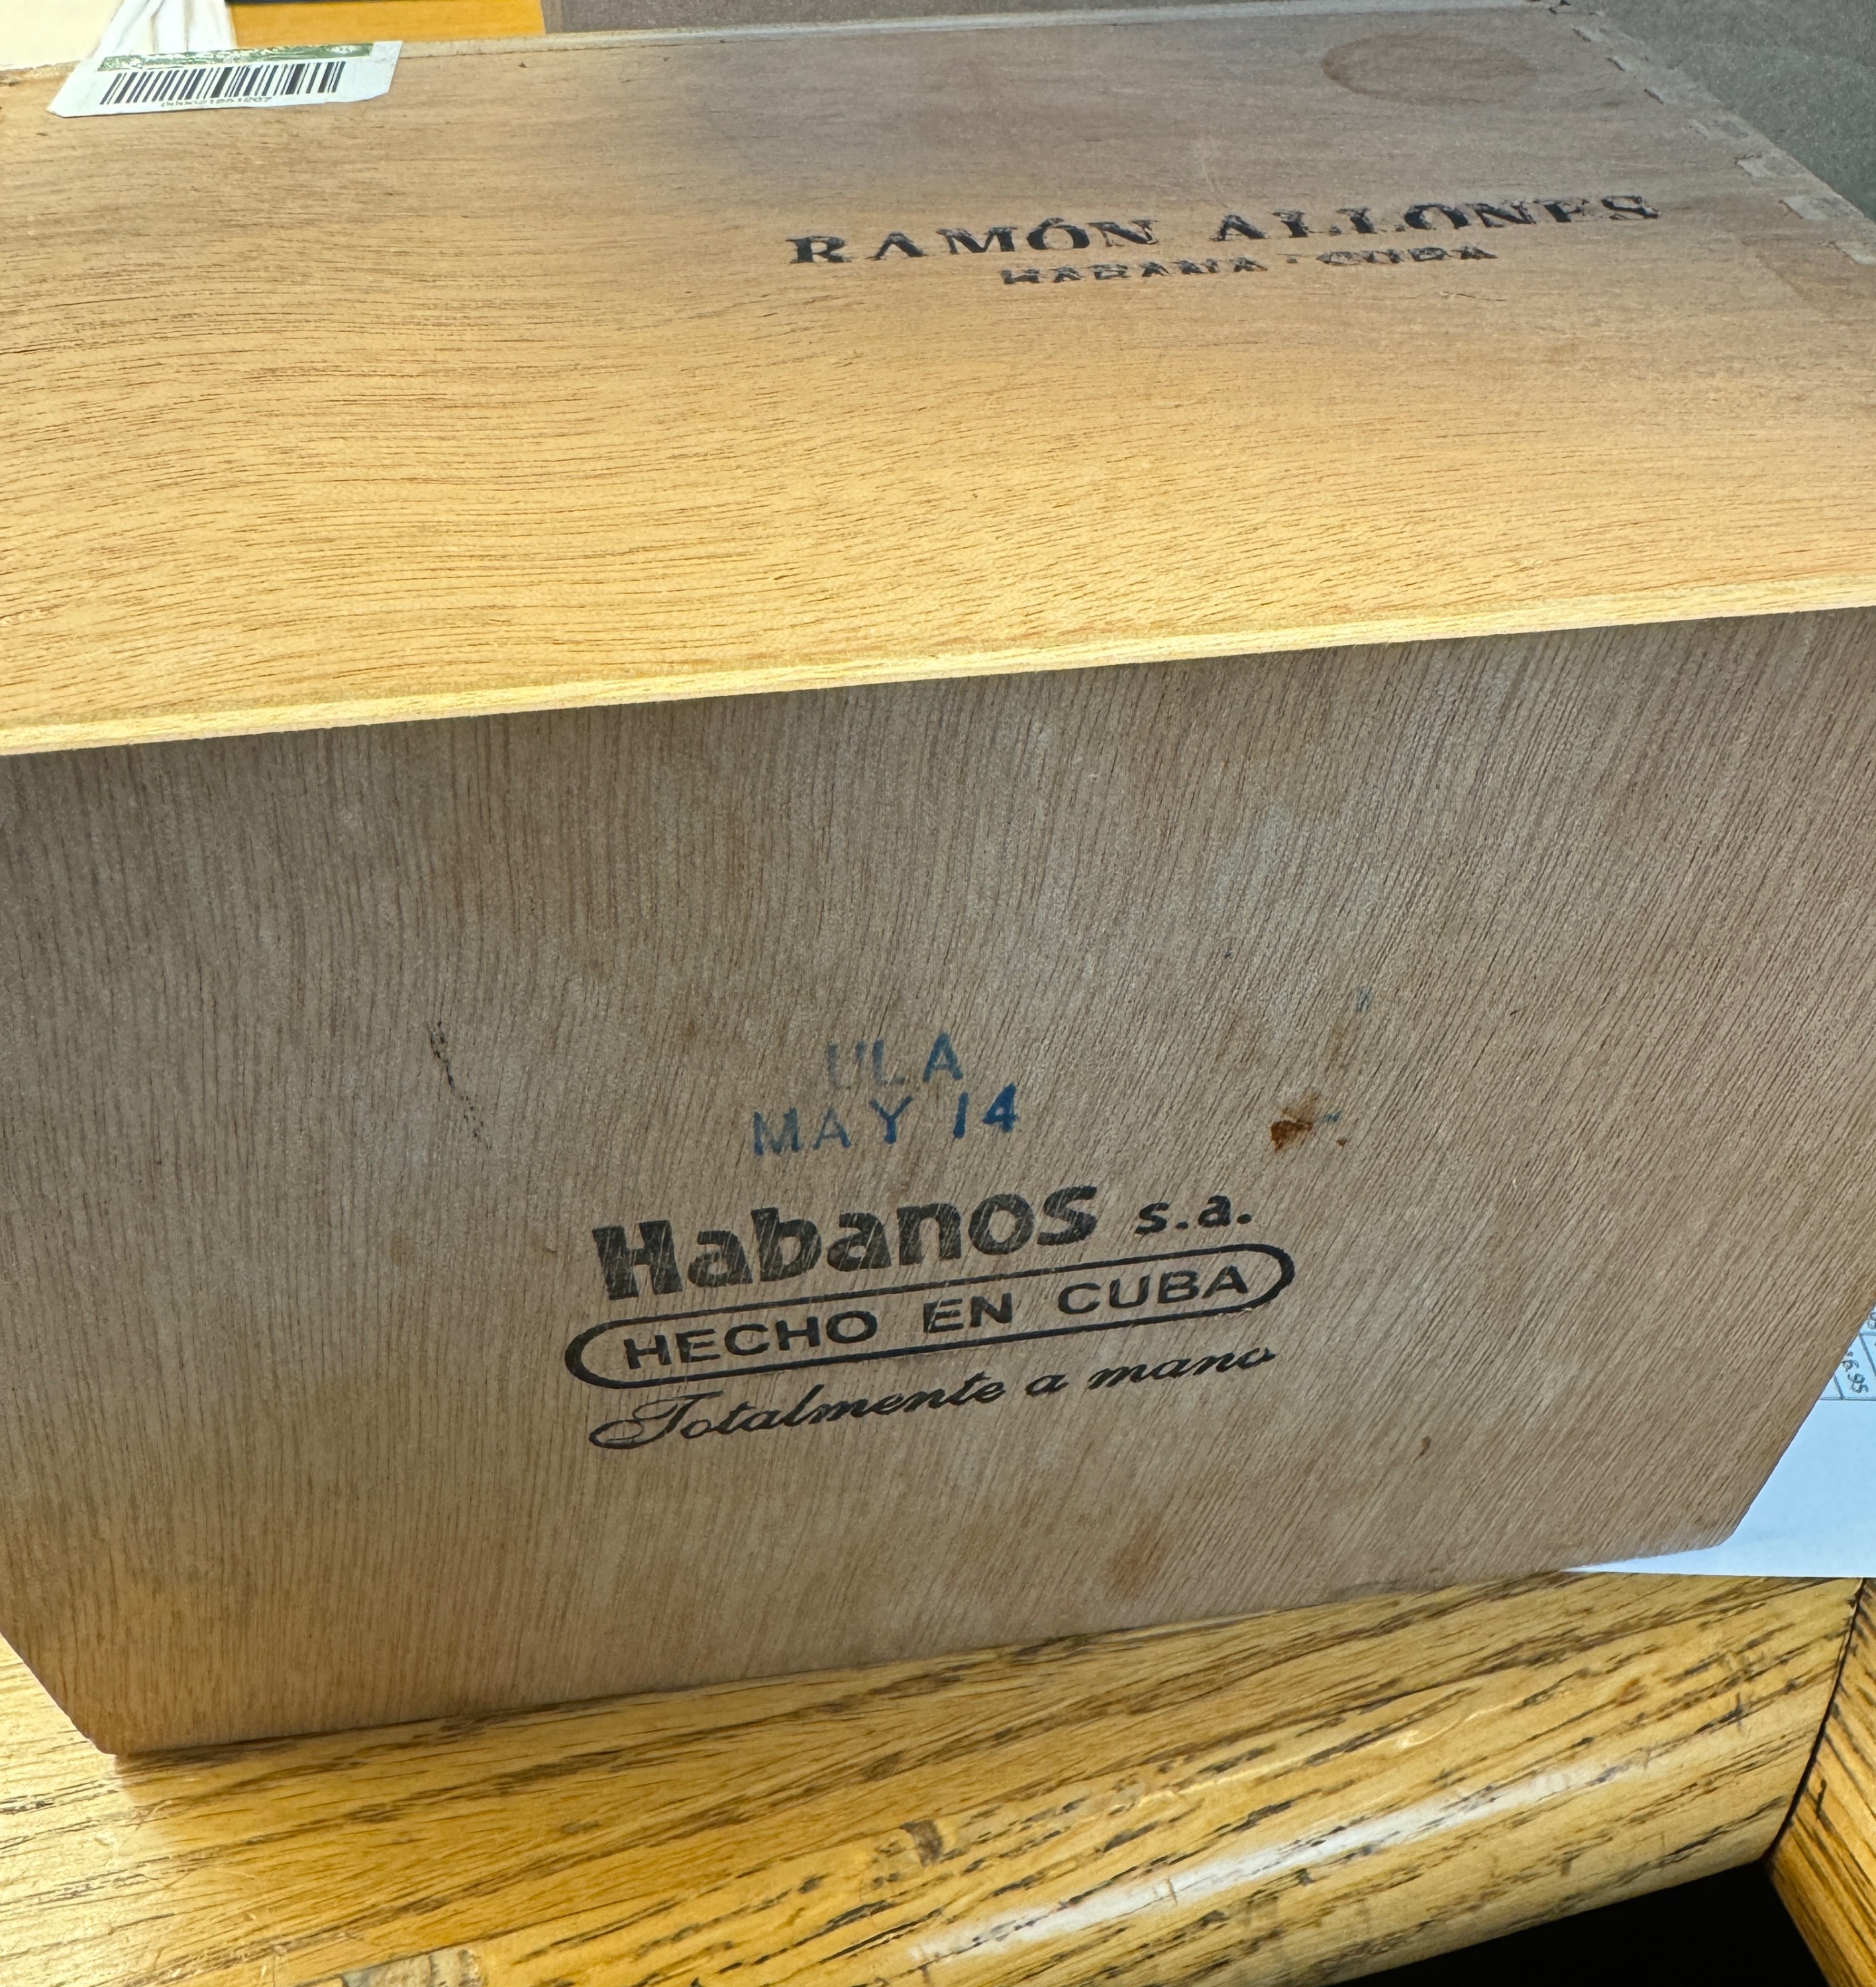 RAMÓN ALLONES
HABANA · CUBA
ULA
MAY 14
Habanos s.a.
HECHO EN CUBA
Totalmente a mano